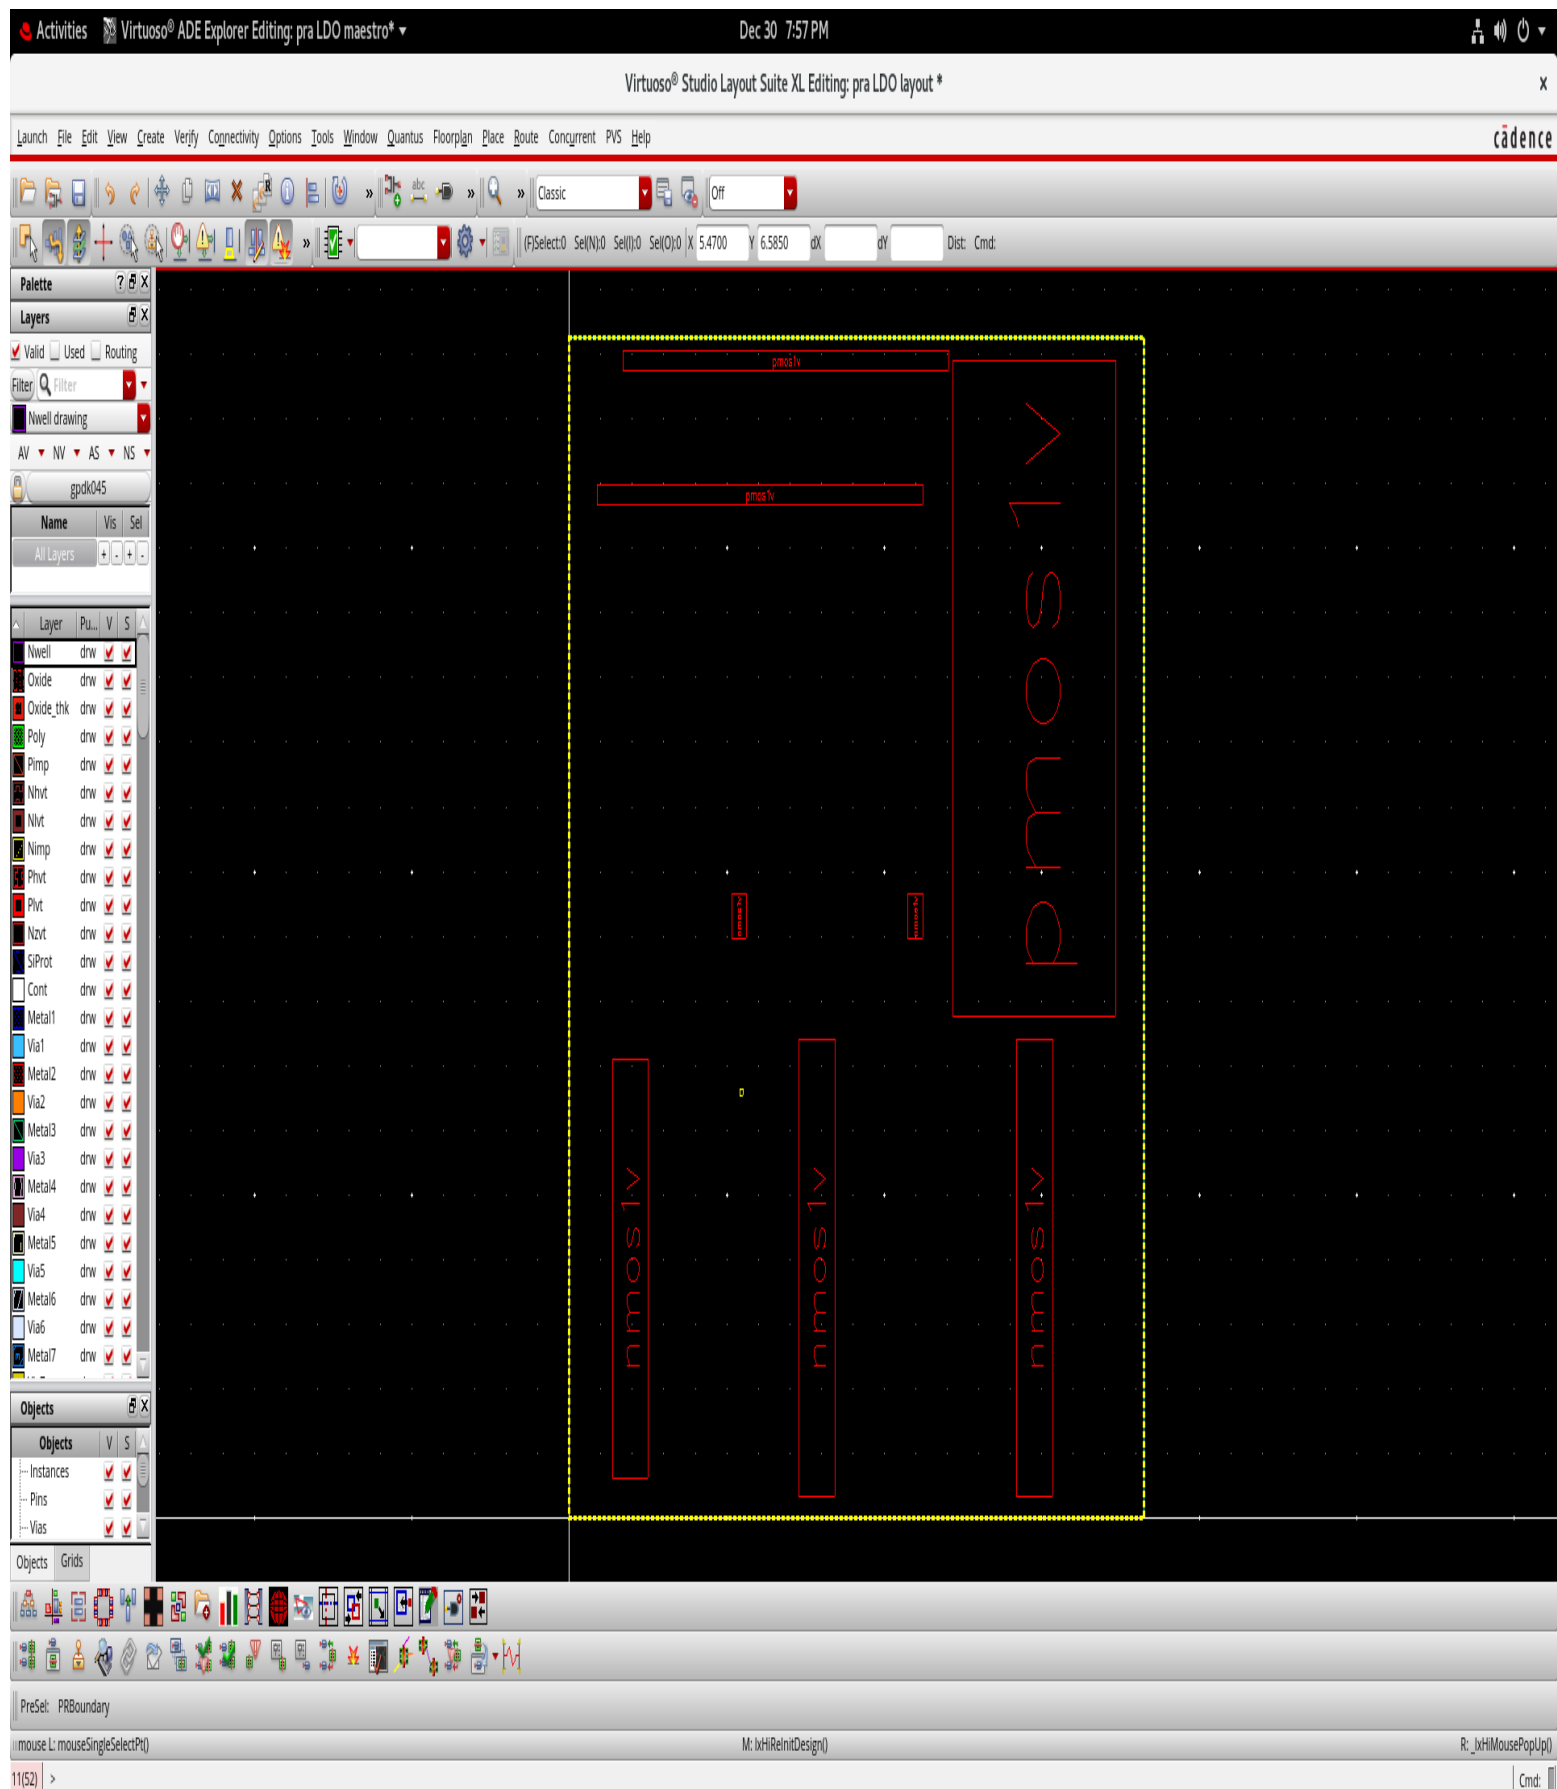 Activities Virtuoso® ADE Explorer Editing: pra LDO maestro* Dec 30 7:57 PM
Virtuoso® Studio Layout Suite XL Editing: pra LDO layout * x
Launch File Edit View Create Verify Connectivity Options Tools Window Quantus Floorplan Place Route Concurrent PVS Help cādence
» abc » » Classic Off
» (F)Select:0 Sel(N):0 Sel(I):0 Sel(O):0 X 5.4700 Y 6.5850 dX dY Dist: Cmd:
Palette ? X
Layers X
Valid Used Routing
Filter Filter
Nwell drawing
AV NV AS NS
gpdk045
Name Vis Sel
All Layers + - + -
Layer Pu... V S
Nwell drw
Oxide drw
Oxide_thk drw
Poly drw
Pimp drw
Nhvt drw
Nlvt drw
Nimp drw
Phvt drw
Plvt drw
Nzvt drw
SiProt drw
Cont drw
Metal1 drw
Via1 drw
Metal2 drw
Via2 drw
Metal3 drw
Via3 drw
Metal4 drw
Via4 drw
Metal5 drw
Via5 drw
Metal6 drw
Via6 drw
Metal7 drw
Objects X
Objects V S
Instances
Pins
Vias
Objects Grids
pmos1v
pmos1v
pmos1v
nmos1v
nmos1v
nmos1v
PreSel: PRBoundary
mouse L: mouseSingleSelectPt() M: lxHiReInitDesign() R: _lxHiMousePopUp()
11(52) > Cmd: